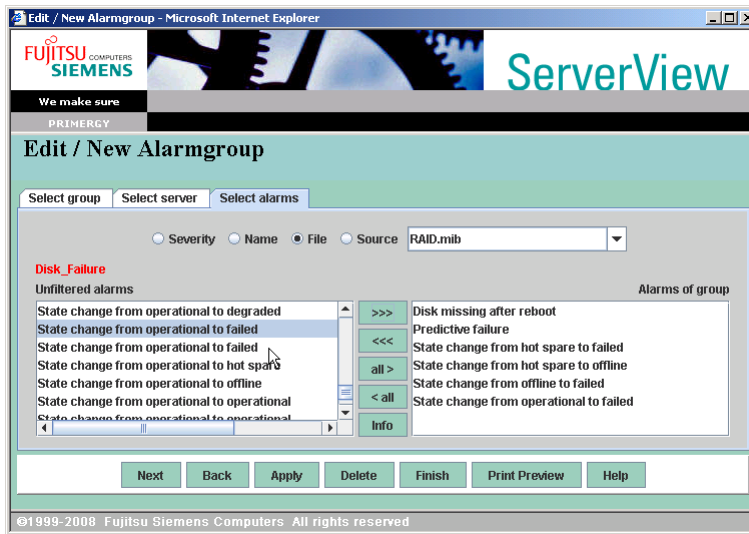 Edit / New Alarmgroup - Microsoft Internet Explorer
FUJITSU COMPUTERS
SIEMENS
ServerView
We make sure
PRIMERGY
Edit / New Alarmgroup
Select group Select server Select alarms
Severity Name File Source RAID.mib
Disk_Failure
Unfiltered alarms Alarms of group
State change from operational to degraded
State change from operational to failed
State change from operational to failed
State change from operational to hot spare
State change from operational to offline
State change from operational to operational
State change from operational to operational
>>>
<<<
all >
< all
Info
Disk missing after reboot
Predictive failure
State change from hot spare to failed
State change from hot spare to offline
State change from offline to failed
State change from operational to failed
Next Back Apply Delete Finish Print Preview Help
©1999-2008 Fujitsu Siemens Computers All rights reserved